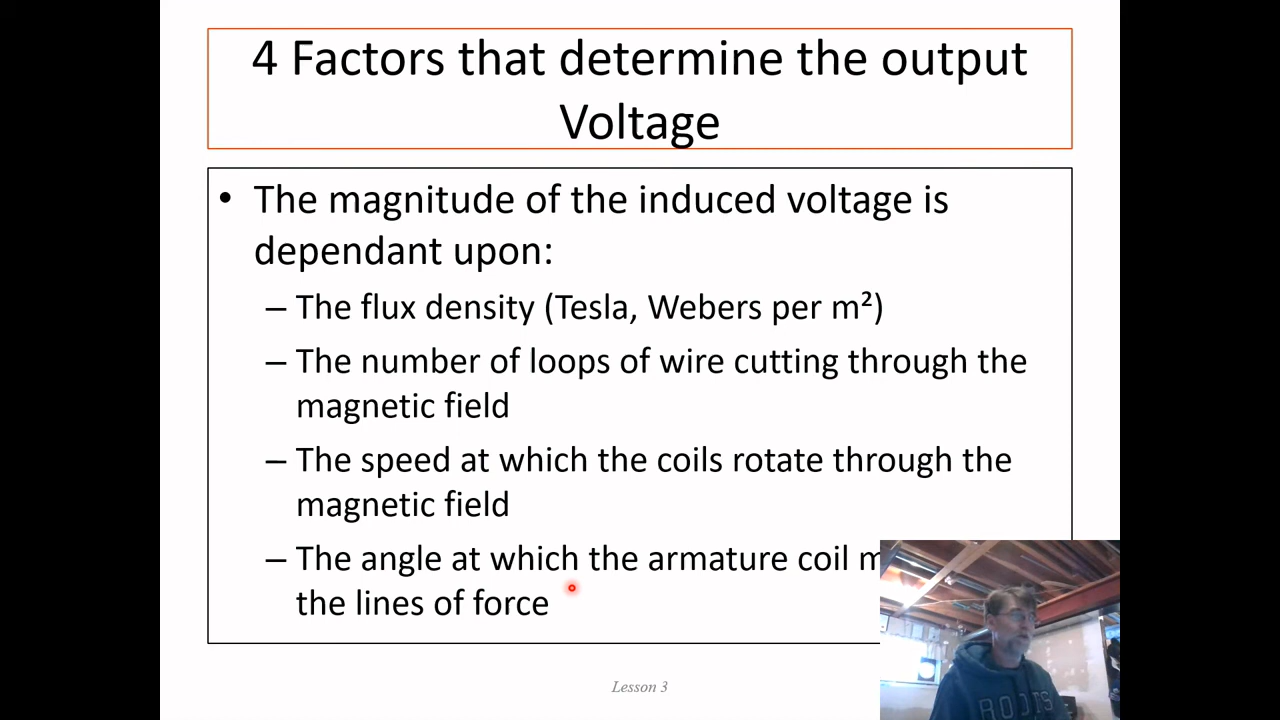 4 Factors that determine the output
Voltage
• The magnitude of the induced voltage is
dependant upon:
– The flux density (Tesla, Webers per m²)
– The number of loops of wire cutting through the
magnetic field
– The speed at which the coils rotate through the
magnetic field
– The angle at which the armature coil
the lines of force
Lesson 3
ROOTS